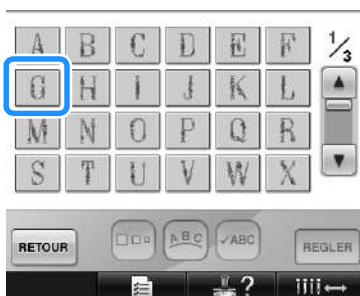 A B C D E F 1/3
G H I J K L
M N O P Q R
S T U V W X
RETOUR ABC ✓ABC REGLER
?